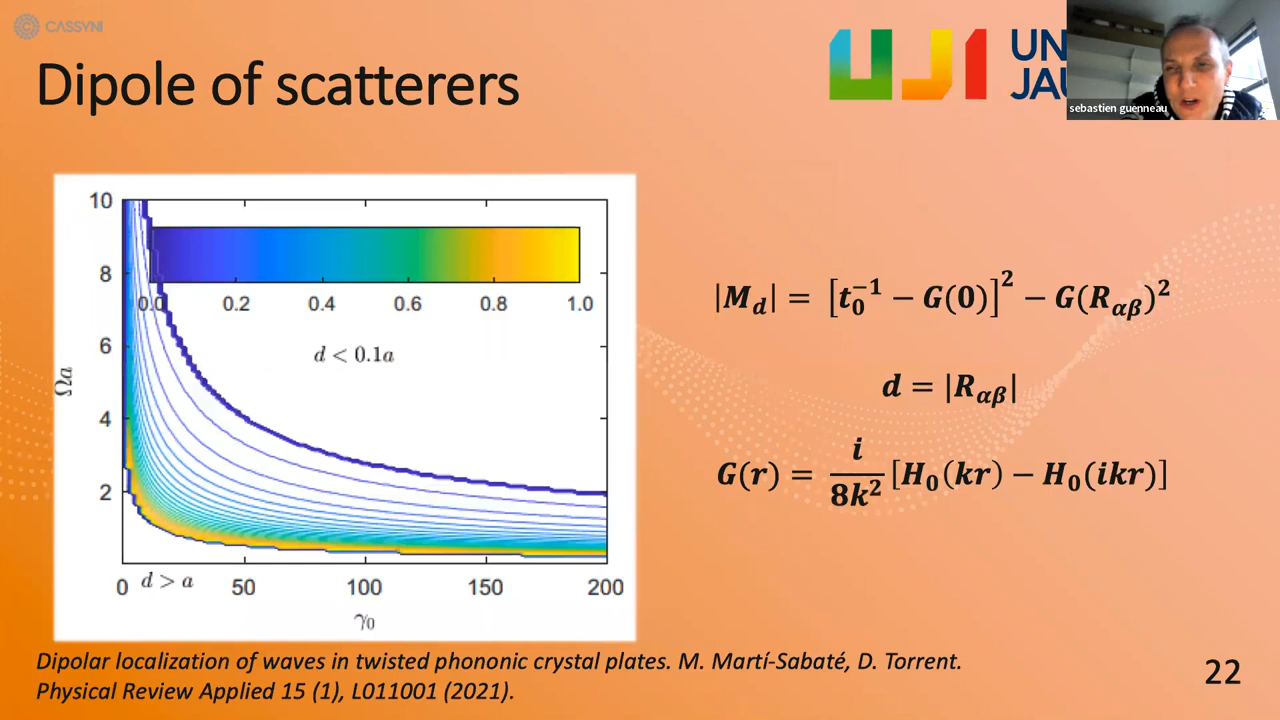 CASSYNI
Dipole of scatterers
UJI UN
JAU
sebastien guenneau
10
8
6
4
2
Ωa
0.0 0.2 0.4 0.6 0.8 1.0
d < 0.1a
0 d > a 50 100 150 200
γ₀
|M_d| = [t₀⁻¹ − G(0)]² − G(R_αβ)²
d = |R_αβ|
G(r) = i/8k² [H₀(kr) − H₀(ikr)]
Dipolar localization of waves in twisted phononic crystal plates. M. Martí-Sabaté, D. Torrent.
Physical Review Applied 15 (1), L011001 (2021).
22